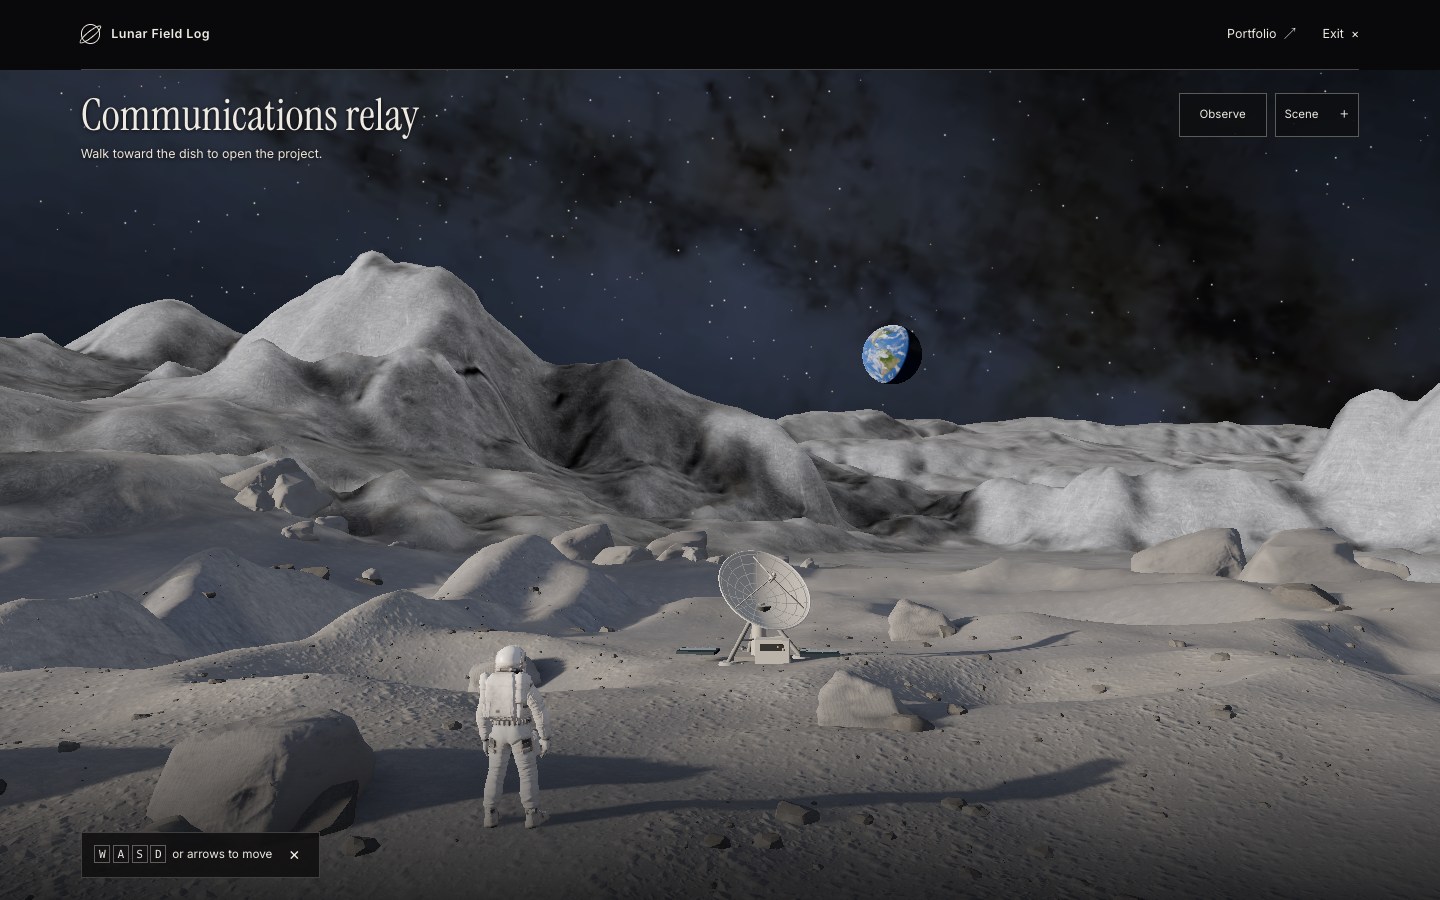 Lunar Field Log
Portfolio ↗ Exit ×
Communications relay
Walk toward the dish to open the project.
Observe
Scene +
W A S D or arrows to move ×